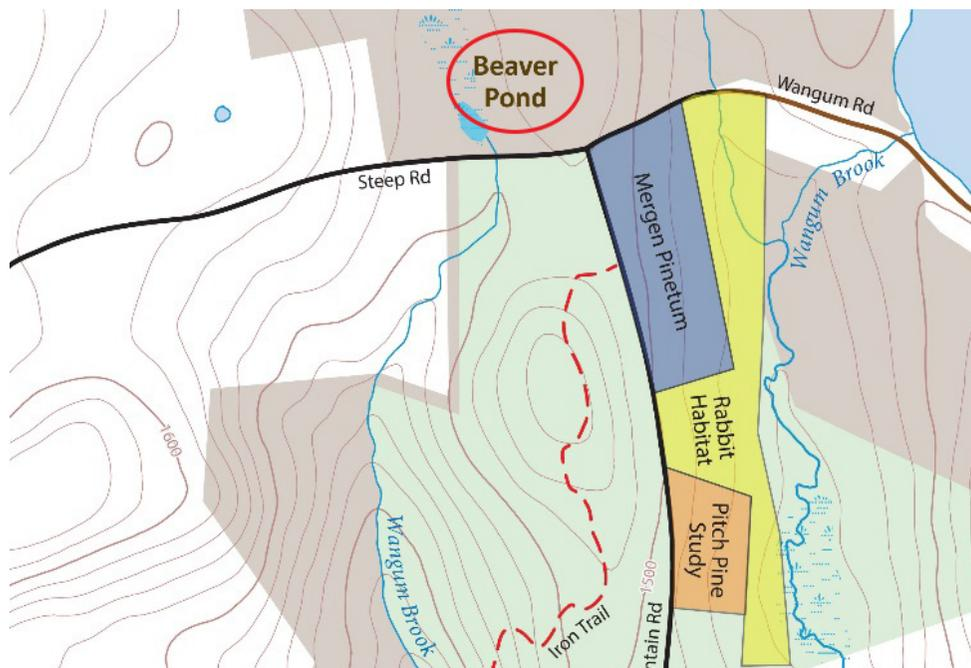 Beaver
Pond
Wangum Rd
Steep Rd
Wangum Brook
Mergen Pinetum
Rabbit
Habitat
1600
Pitch Pine
Study
Wangum Brook
1500
Iron Trail
ntain Rd